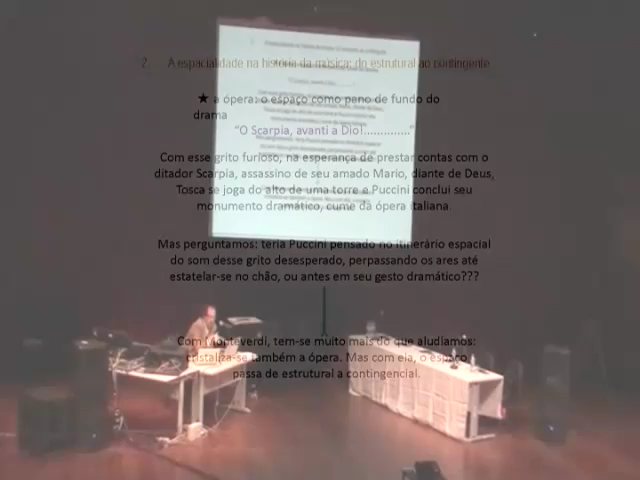 2. A espacialidade na história da música: do estrutural ao contingente
★ a ópera: o espaço como pano de fundo do
drama
"O Scarpia, avanti a Dio!.............."
Com esse grito furioso, na esperança de prestar contas com o
ditador Scarpia, assassino de seu amado Mario, diante de Deus,
Tosca se joga do alto de uma torre e Puccini conclui seu
monumento dramático, cume da ópera italiana.
Mas perguntamos: teria Puccini pensado no itinerário espacial
do som desse grito desesperado, perpassando os ares até
estatelar-se no chão, ou antes em seu gesto dramático???
Com Monteverdi, tem-se muito mais do que aludíamos:
cristaliza-se também a ópera. Mas com ela, o espaço
passa de estrutural a contingencial.